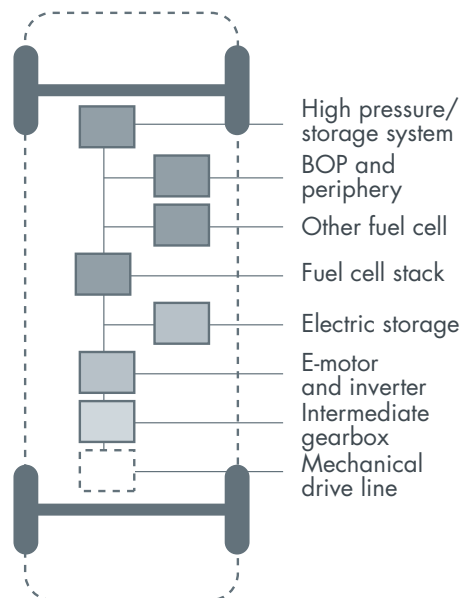 High pressure/
storage system
BOP and
periphery
Other fuel cell
Fuel cell stack
Electric storage
E-motor
and inverter
Intermediate
gearbox
Mechanical
drive line